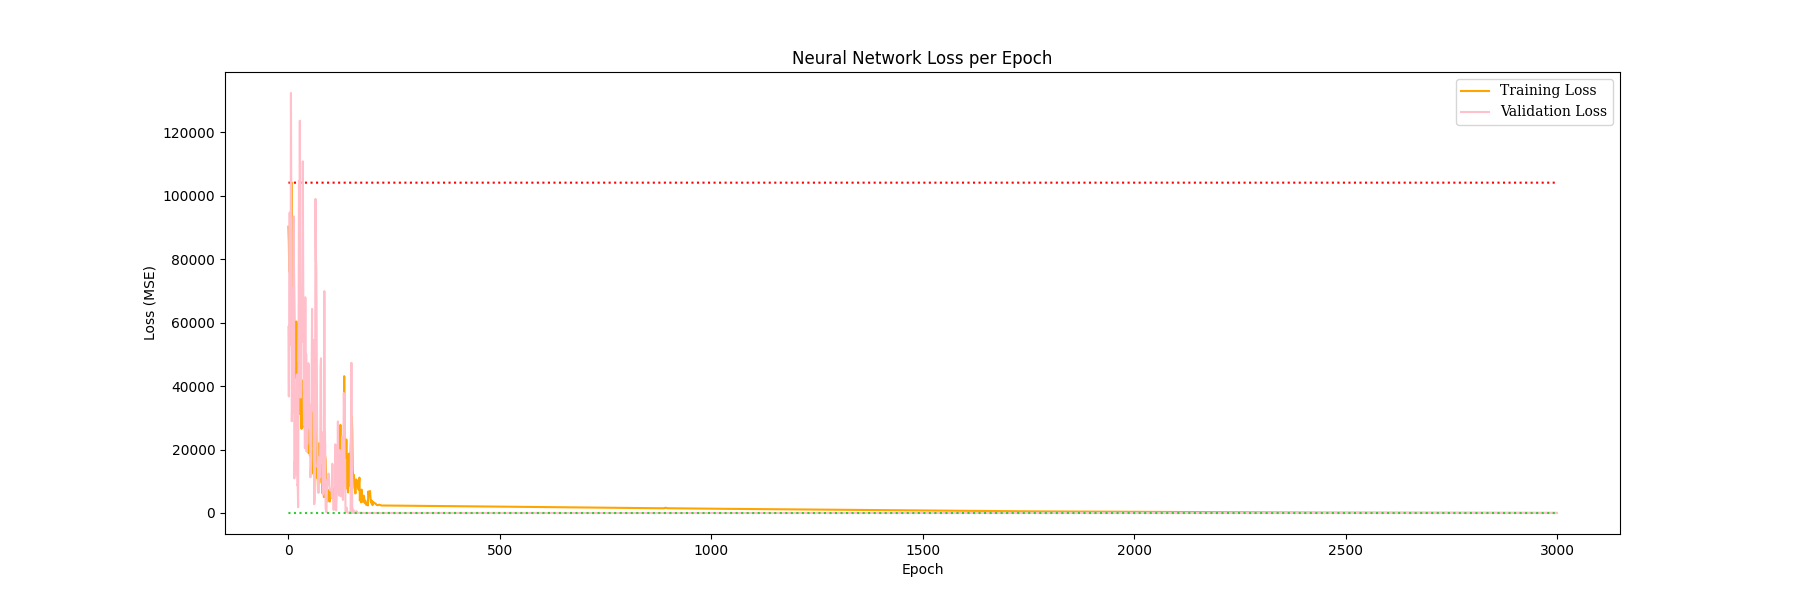 Neural Network Loss per Epoch
Training Loss
Validation Loss
120000
100000
80000
60000
40000
20000
0
Loss (MSE)
0 500 1000 1500 2000 2500 3000
Epoch